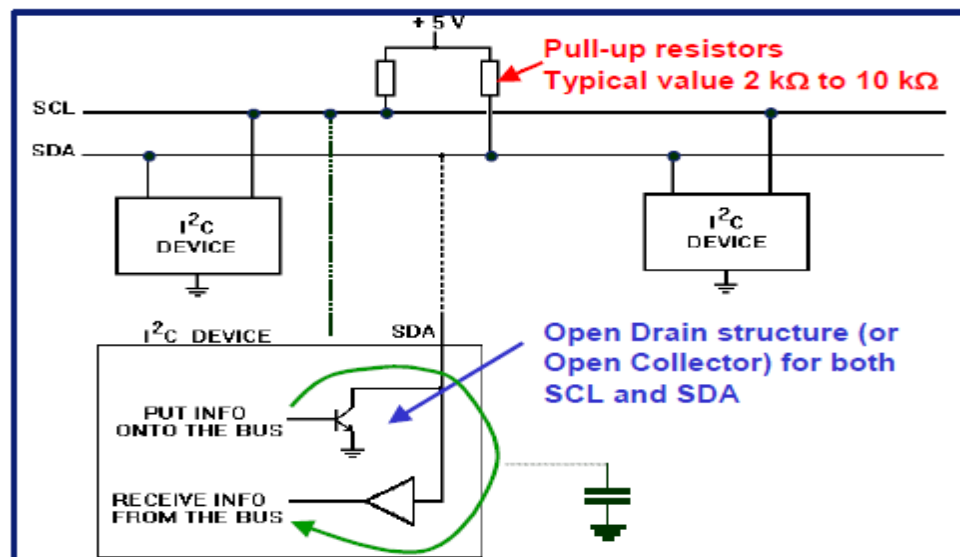 + 5 V
Pull-up resistors
Typical value 2 kΩ to 10 kΩ
SCL
SDA
I²C
DEVICE
I²C
DEVICE
I²C DEVICE
SDA
Open Drain structure (or
Open Collector) for both
SCL and SDA
PUT INFO
ONTO THE BUS
RECEIVE INFO
FROM THE BUS